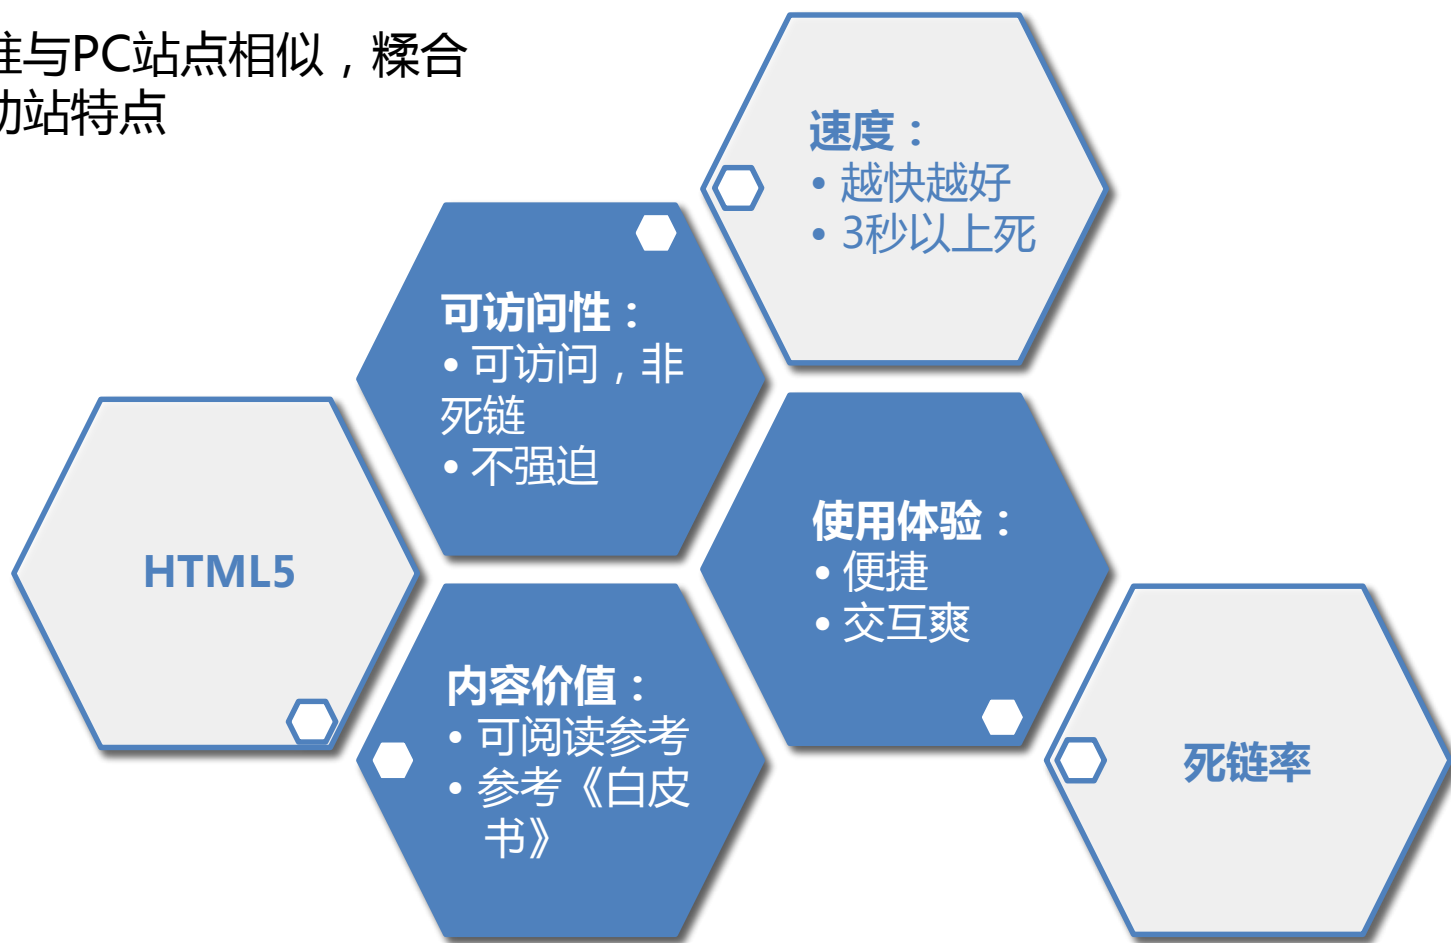 准与PC站点相似，糅合
动站特点
速度：
• 越快越好
• 3秒以上死
可访问性：
• 可访问，非
死链
• 不强迫
HTML5
使用体验：
• 便捷
• 交互爽
内容价值：
• 可阅读参考
• 参考《白皮
书》
死链率